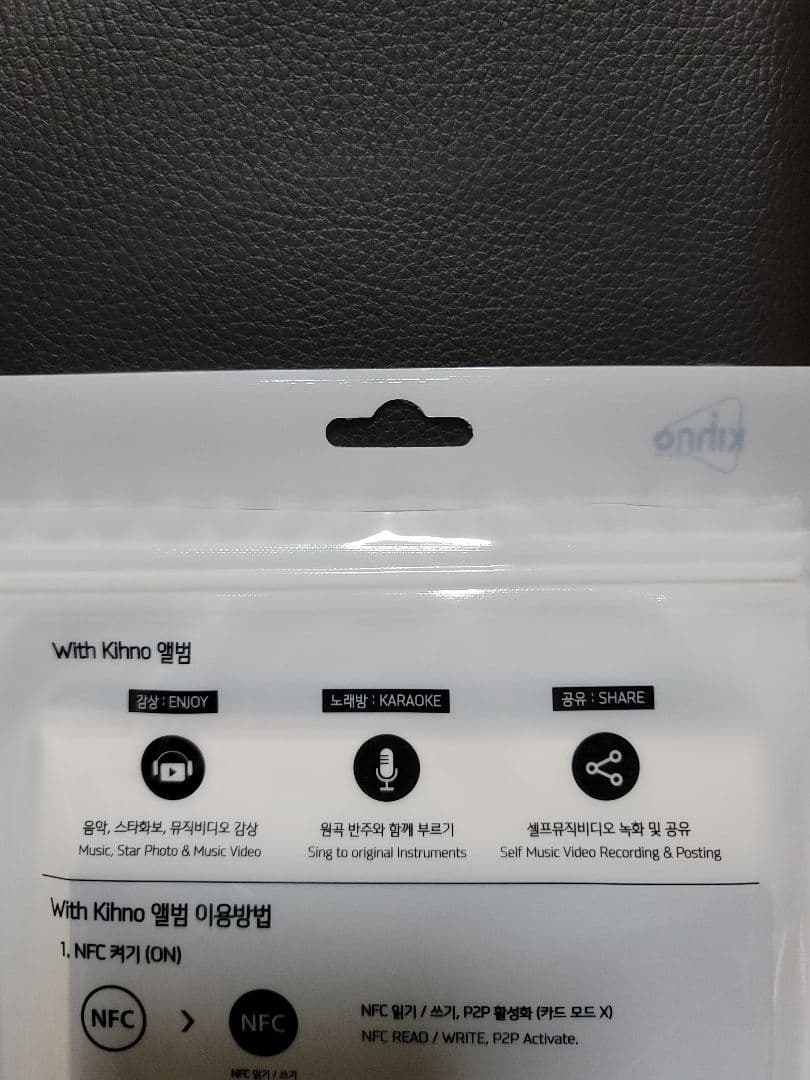 kihno
With Kihno 앨범
감상 : ENJOY
노래방 : KARAOKE
공유 : SHARE
음악, 스타화보, 뮤직비디오 감상
Music, Star Photo & Music Video
원곡 반주와 함께 부르기
Sing to original Instruments
셀프뮤직비디오 녹화 및 공유
Self Music Video Recording & Posting
With Kihno 앨범 이용방법
1. NFC 켜기 (ON)
NFC > NFC
NFC 읽기 / 쓰기, P2P 활성화 (카드 모드 X)
NFC READ / WRITE, P2P Activate.
NFC 읽기 / 쓰기